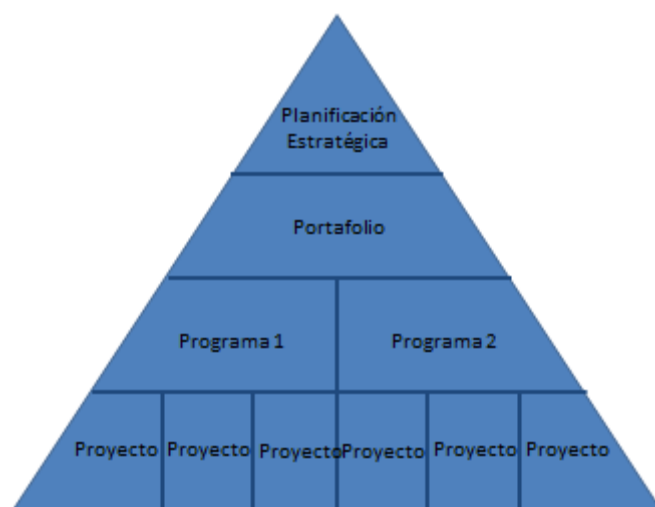 Planificación
Estratégica
Portafolio
Programa 1 Programa 2
Proyecto Proyecto Proyecto Proyecto Proyecto Proyecto